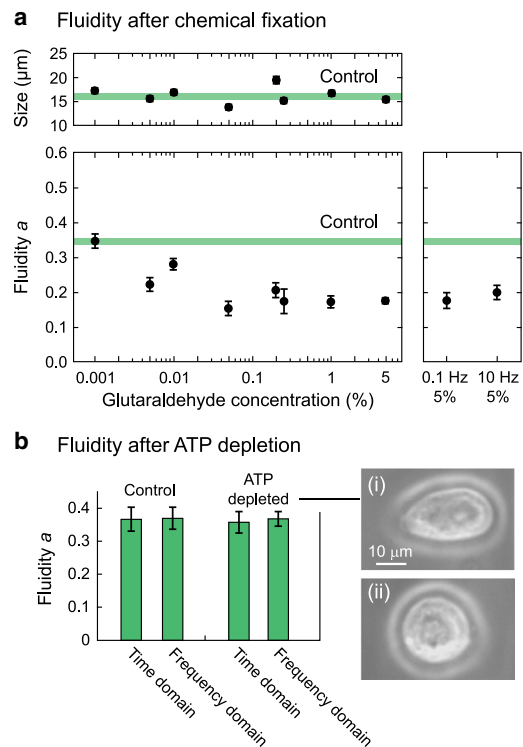 a Fluidity after chemical fixation
Size (μm)
25
20
15
10
Control
Fluidity a
0.6
0.5
0.4
0.3
0.2
0.1
0.0
Control
0.001 0.01 0.1 1 5
Glutaraldehyde concentration (%)
0.1 Hz 10 Hz
5% 5%
b Fluidity after ATP depletion
Fluidity a
0.4
0.3
0.2
0.1
0
Control
ATP
depleted
Time domain
Frequency domain
Time domain
Frequency domain
(i)
10 μm
(ii)